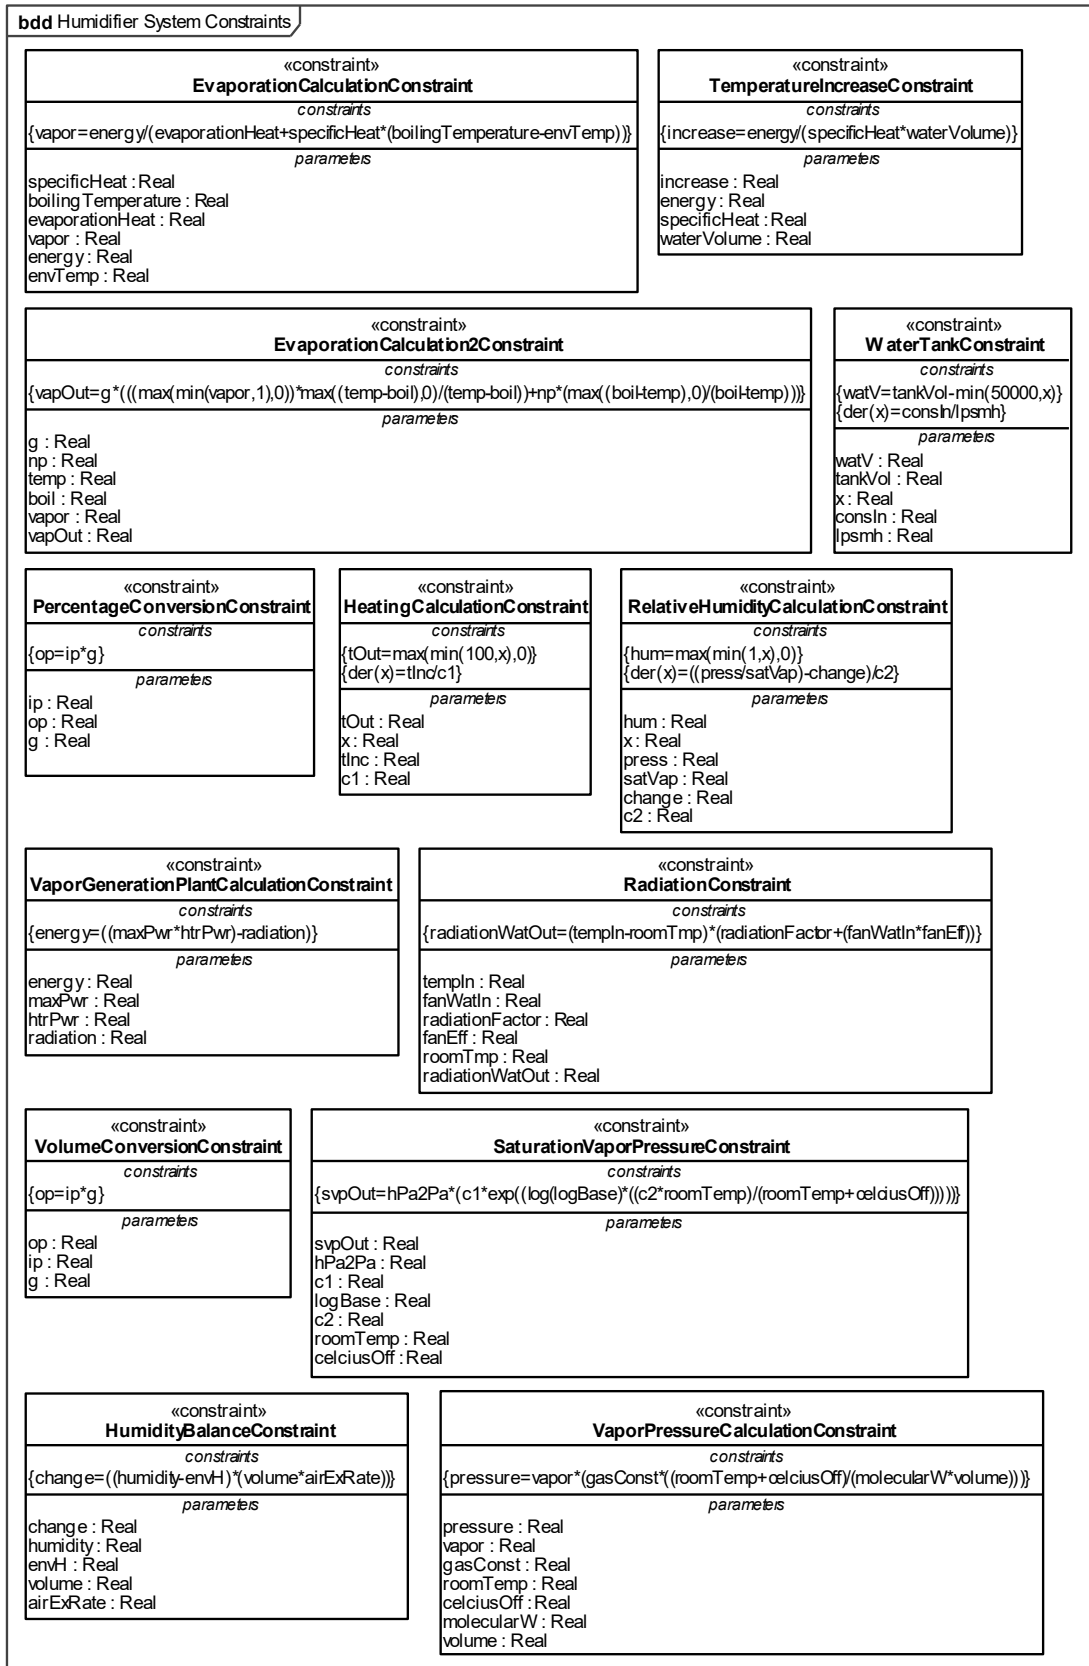 bdd Humidifier System Constraints
«constraint»
EvaporationCalculationConstraint
constraints
{vapor=energy/(evaporationHeat+specificHeat*(boilingTemperature-envTemp))}
parameters
specificHeat : Real
boilingTemperature : Real
evaporationHeat : Real
vapor : Real
energy : Real
envTemp : Real
«constraint»
TemperatureIncreaseConstraint
constraints
{increase=energy/(specificHeat*waterVolume)}
parameters
increase : Real
energy : Real
specificHeat : Real
waterVolume : Real
«constraint»
EvaporationCalculation2Constraint
constraints
{vapOut=g*(((max(min(vapor,1),0))*max((temp-boil),0)/(temp-boil))+np*(max((boil-temp),0)/(boil-temp)))}
parameters
g : Real
np : Real
temp : Real
boil : Real
vapor : Real
vapOut : Real
«constraint»
WaterTankConstraint
constraints
{watV=tankVol-min(50000,x)}
{der(x)=consIn/lpsmh}
parameters
watV : Real
tankVol : Real
x : Real
consIn : Real
lpsmh : Real
«constraint»
PercentageConversionConstraint
constraints
{op=ip*g}
parameters
ip : Real
op : Real
g : Real
«constraint»
HeatingCalculationConstraint
constraints
{tOut=max(min(100,x),0)}
{der(x)=tInc/c1}
parameters
tOut : Real
x : Real
tInc : Real
c1 : Real
«constraint»
RelativeHumidityCalculationConstraint
constraints
{hum=max(min(1,x),0)}
{der(x)=((press/satVap)-change)/c2}
parameters
hum : Real
x : Real
press : Real
satVap : Real
change : Real
c2 : Real
«constraint»
VaporGenerationPlantCalculationConstraint
constraints
{energy=((maxPwr*htrPwr)-radiation)}
parameters
energy : Real
maxPwr : Real
htrPwr : Real
radiation : Real
«constraint»
RadiationConstraint
constraints
{radiationWatOut=(tempIn-roomTmp)*(radiationFactor+(fanWatIn*fanEff))}
parameters
tempIn : Real
fanWatIn : Real
radiationFactor : Real
fanEff : Real
roomTmp : Real
radiationWatOut : Real
«constraint»
VolumeConversionConstraint
constraints
{op=ip*g}
parameters
op : Real
ip : Real
g : Real
«constraint»
SaturationVaporPressureConstraint
constraints
{svpOut=hPa2Pa*(c1*exp((log(logBase)*((c2*roomTemp)/(roomTemp+celciusOff)))))}
parameters
svpOut : Real
hPa2Pa : Real
c1 : Real
logBase : Real
c2 : Real
roomTemp : Real
celciusOff : Real
«constraint»
HumidityBalanceConstraint
constraints
{change=((humidity-envH)*(volume*airExRate))}
parameters
change : Real
humidity : Real
envH : Real
volume : Real
airExRate : Real
«constraint»
VaporPressureCalculationConstraint
constraints
{pressure=vapor*(gasConst*((roomTemp+celciusOff)/(molecularW*volume)))}
parameters
pressure : Real
vapor : Real
gasConst : Real
roomTemp : Real
celciusOff : Real
molecularW : Real
volume : Real